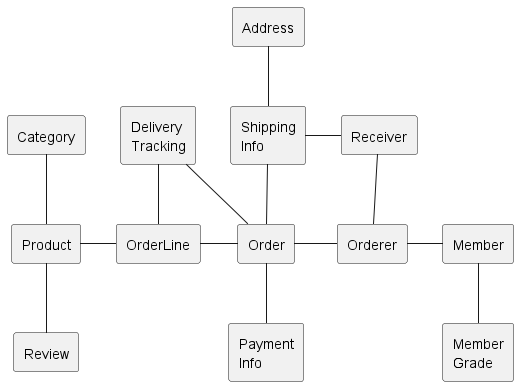 Address
Category
Delivery
Tracking
Shipping
Info
Receiver
Product
OrderLine
Order
Orderer
Member
Review
Payment
Info
Member
Grade